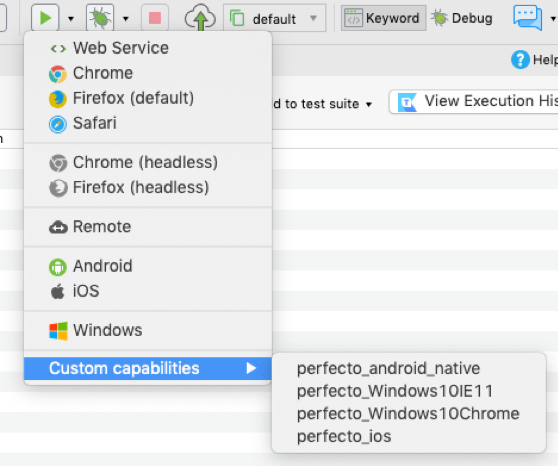 default
Keyword
Debug
Web Service
Chrome
Firefox (default)
Safari
Help
d to test suite
View Execution His
n
Chrome (headless)
Firefox (headless)
Remote
Android
iOS
Windows
Custom capabilities
perfecto_android_native
perfecto_Windows10IE11
perfecto_Windows10Chrome
perfecto_ios